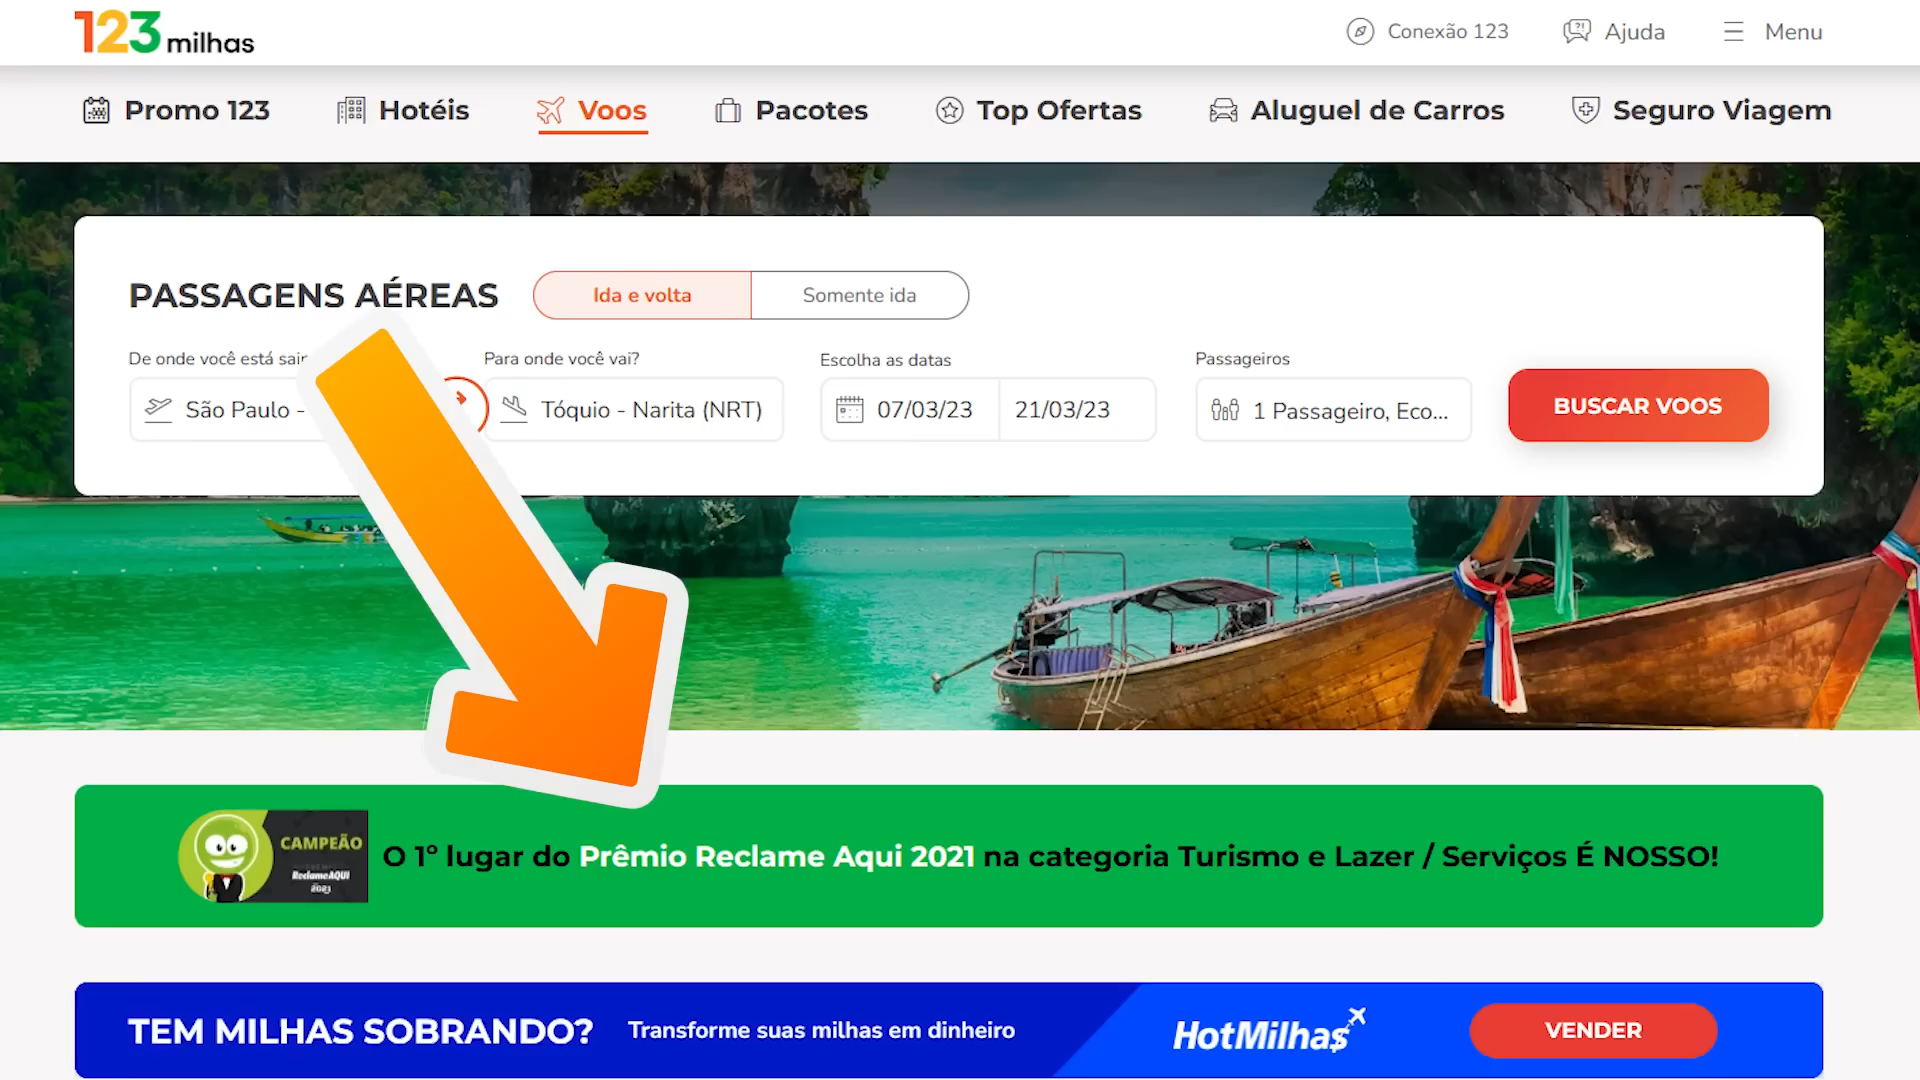 123 milhas
Conexão 123
Ajuda
Menu
Promo 123
Hotéis
Voos
Pacotes
Top Ofertas
Aluguel de Carros
Seguro Viagem
PASSAGENS AÉREAS
Ida e volta
Somente ida
De onde você está sair
Para onde você vai?
Escolha as datas
Passageiros
São Paulo -
Tóquio - Narita (NRT)
07/03/23
21/03/23
1 Passageiro, Eco...
BUSCAR VOOS
CAMPEÃO
ReclameAQUI
2021
O 1º lugar do Prêmio Reclame Aqui 2021 na categoria Turismo e Lazer / Serviços É NOSSO!
TEM MILHAS SOBRANDO?
Transforme suas milhas em dinheiro
HotMilhas
VENDER